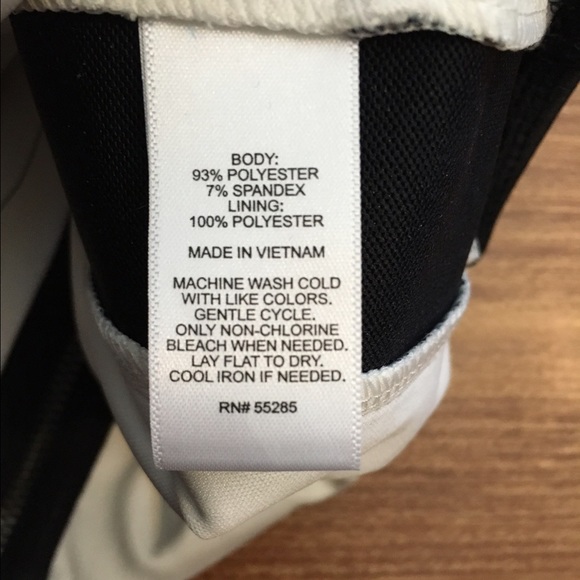 BODY:
93% POLYESTER
7% SPANDEX
LINING:
100% POLYESTER
MADE IN VIETNAM
MACHINE WASH COLD
WITH LIKE COLORS.
GENTLE CYCLE.
ONLY NON-CHLORINE
BLEACH WHEN NEEDED.
LAY FLAT TO DRY.
COOL IRON IF NEEDED.
RN# 55285